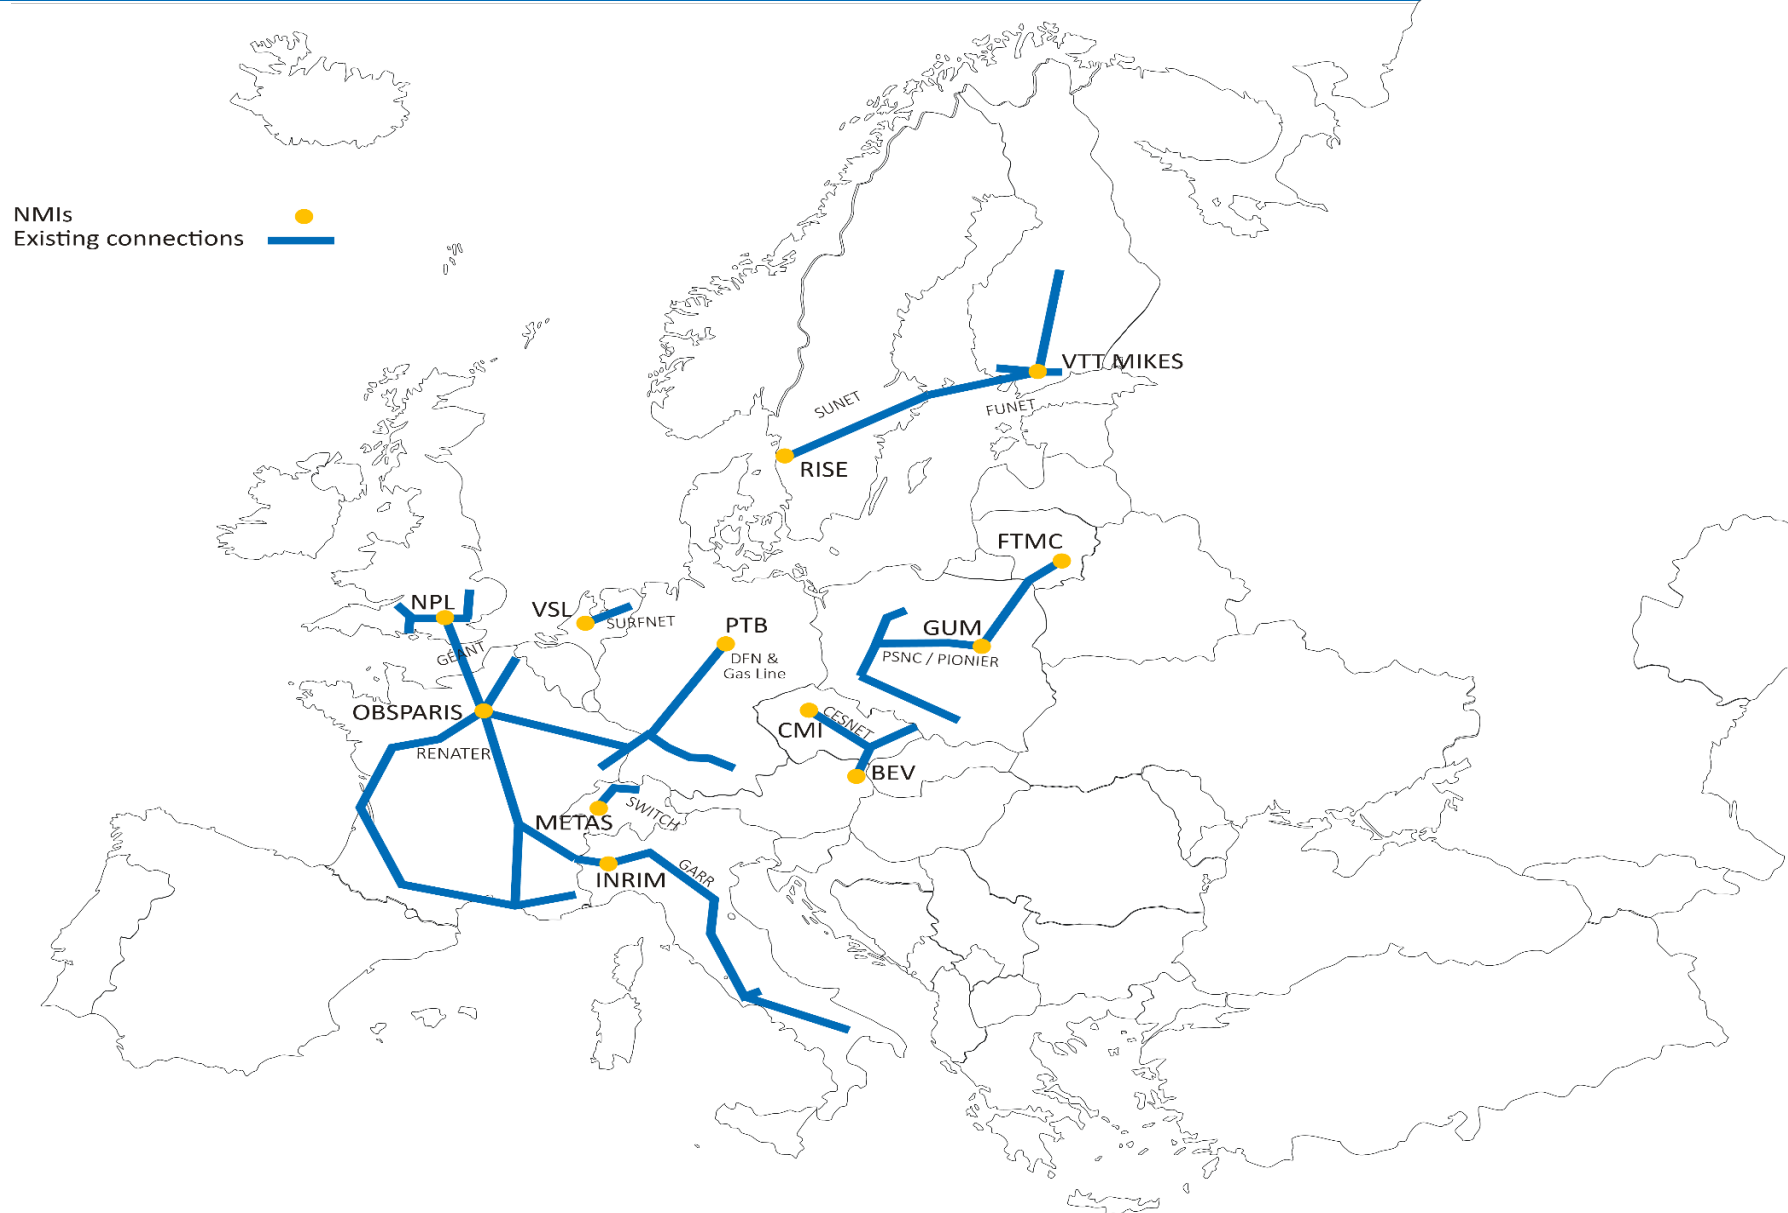 NMIs
Existing connections
VTT MIKES
SUNET
FUNET
RISE
FTMC
NPL
VSL
SURFNET
PTB
GUM
GÉANT
DFN &
Gas Line
PSNC / PIONIER
OBSPARIS
CESNET
CMI
RENATER
BEV
SWITCH
METAS
GARR
INRIM